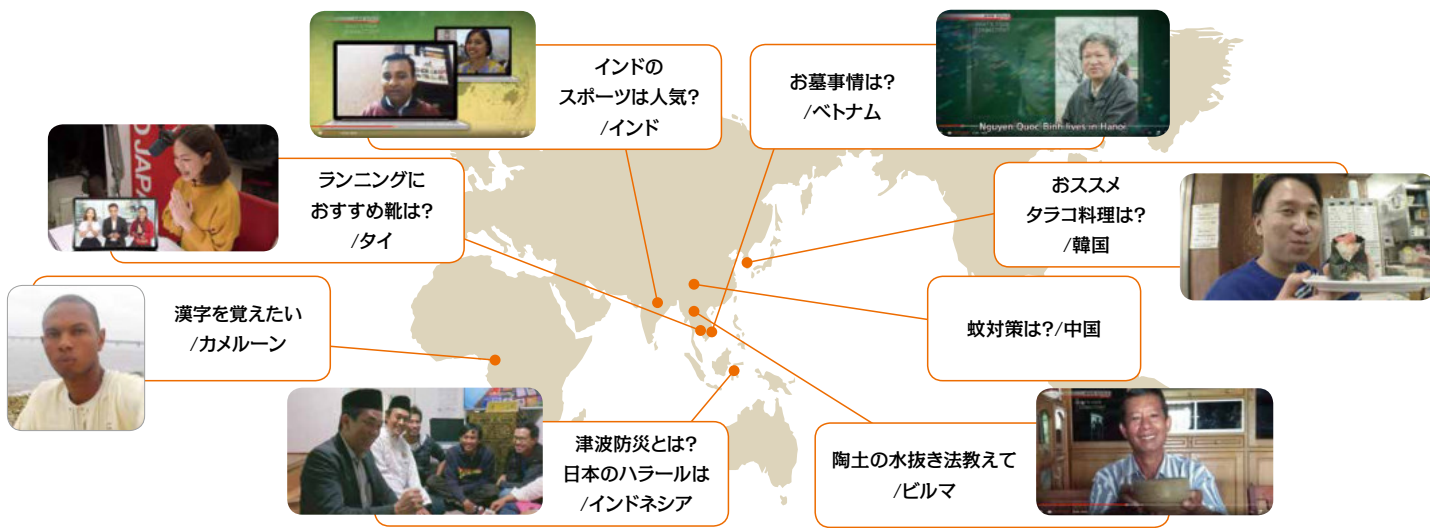 インドの
スポーツは人気?
/インド
お墓事情は?
/ベトナム
Nguyen Quoc Binh lives in Hanoi
ランニングに
おすすめ靴は?
/タイ
おススメ
タラコ料理は?
/韓国
漢字を覚えたい
/カメルーン
蚊対策は?/中国
津波防災とは?
日本のハラールは
/インドネシア
陶土の水抜き法教えて
/ビルマ